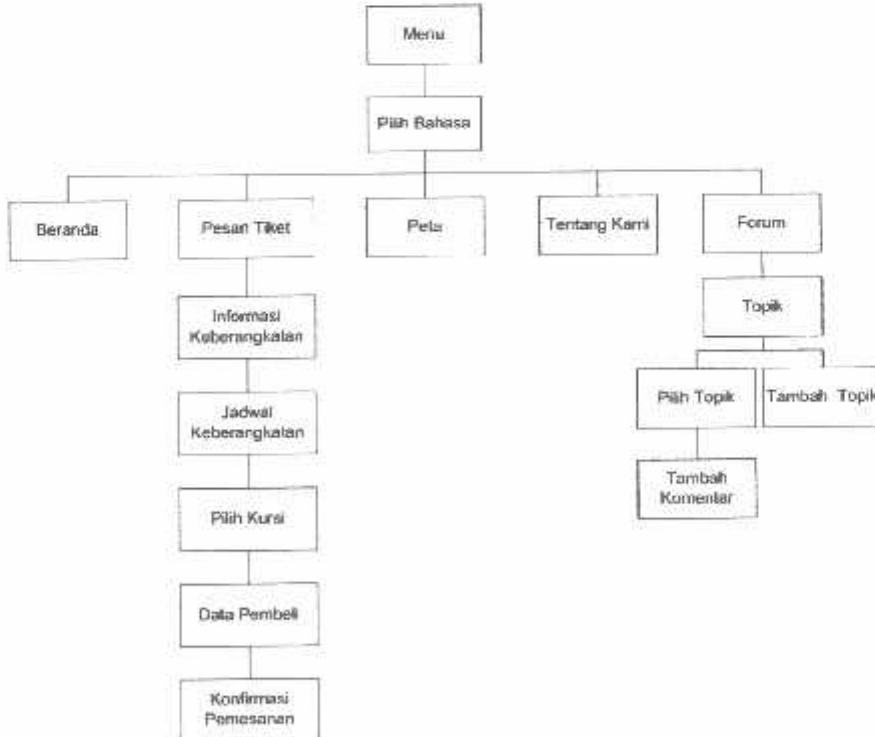 Menu
Pilih Bahasa
Beranda
Pesan Tiket
Peta
Tentang Kami
Forum
Informasi
Keberangkatan
Topik
Jadwal
Keberangkatan
Pilih Topik
Tambah Topik
Pilih Kursi
Tambah
Komentar
Data Pembeli
Konfirmasi
Pemesanan